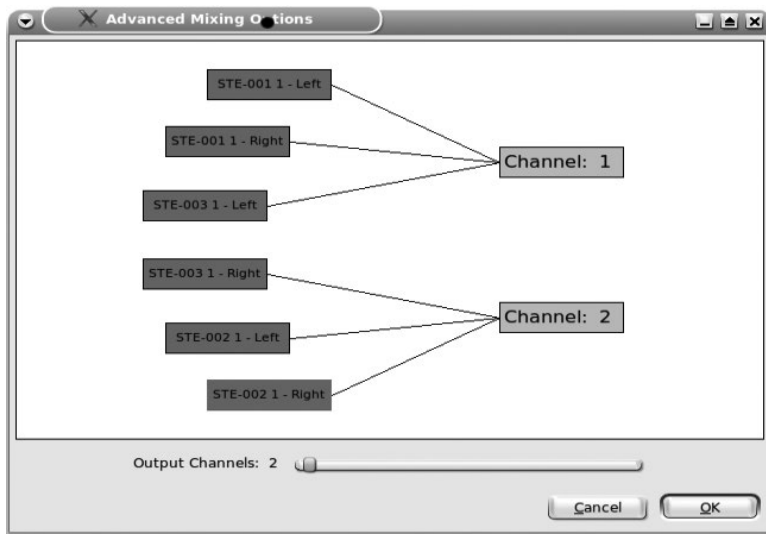 Advanced Mixing Options
STE-001 1 - Left
STE-001 1 - Right
Channel: 1
STE-003 1 - Left
STE-003 1 - Right
Channel: 2
STE-002 1 - Left
STE-002 1 - Right
Output Channels: 2
Cancel
OK